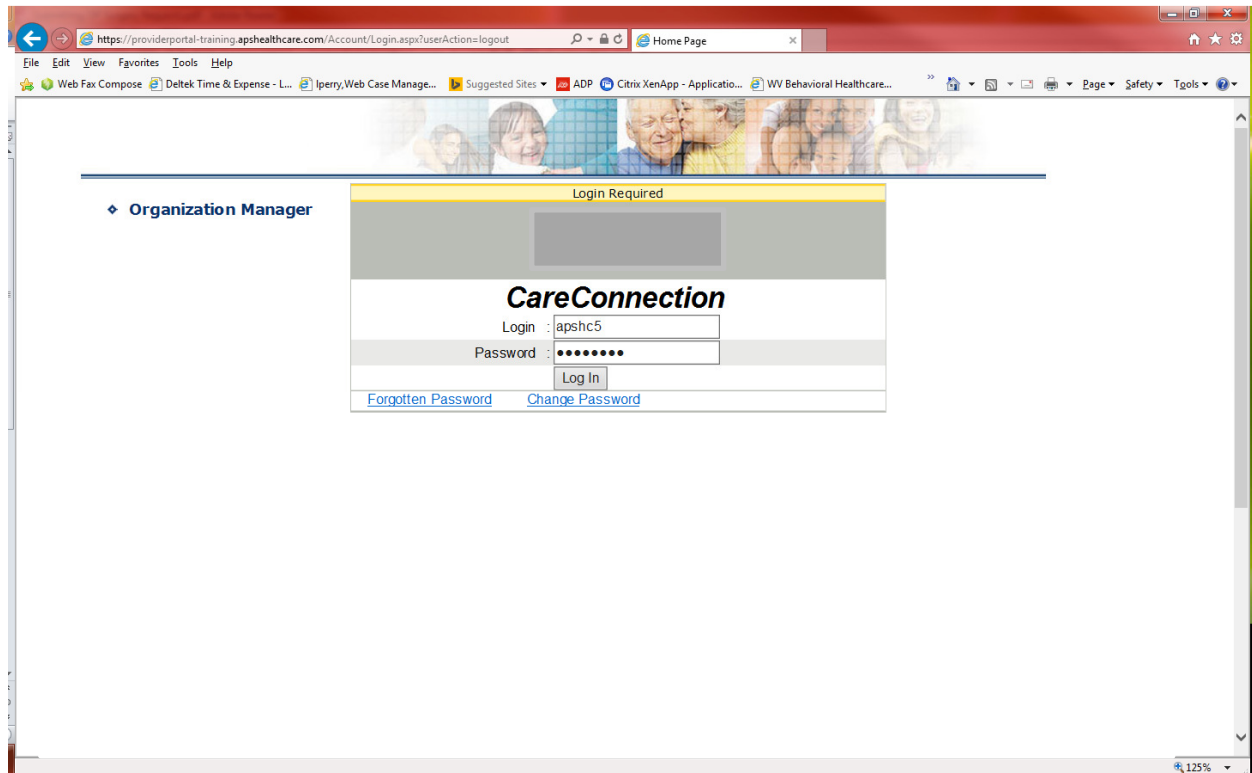 https://providerportal-training.apshealthcare.com/Account/Login.aspx?userAction=logout
Home Page
File Edit View Favorites Tools Help
Web Fax Compose Deltek Time & Expense - L... Iperry,Web Case Manage... Suggested Sites ADP Citrix XenApp - Applicatio... WV Behavioral Healthcare... Page Safety Tools
Login Required
Organization Manager
CareConnection
Login : apshc5
Password : ••••••••
Log In
Forgotten Password Change Password
125%